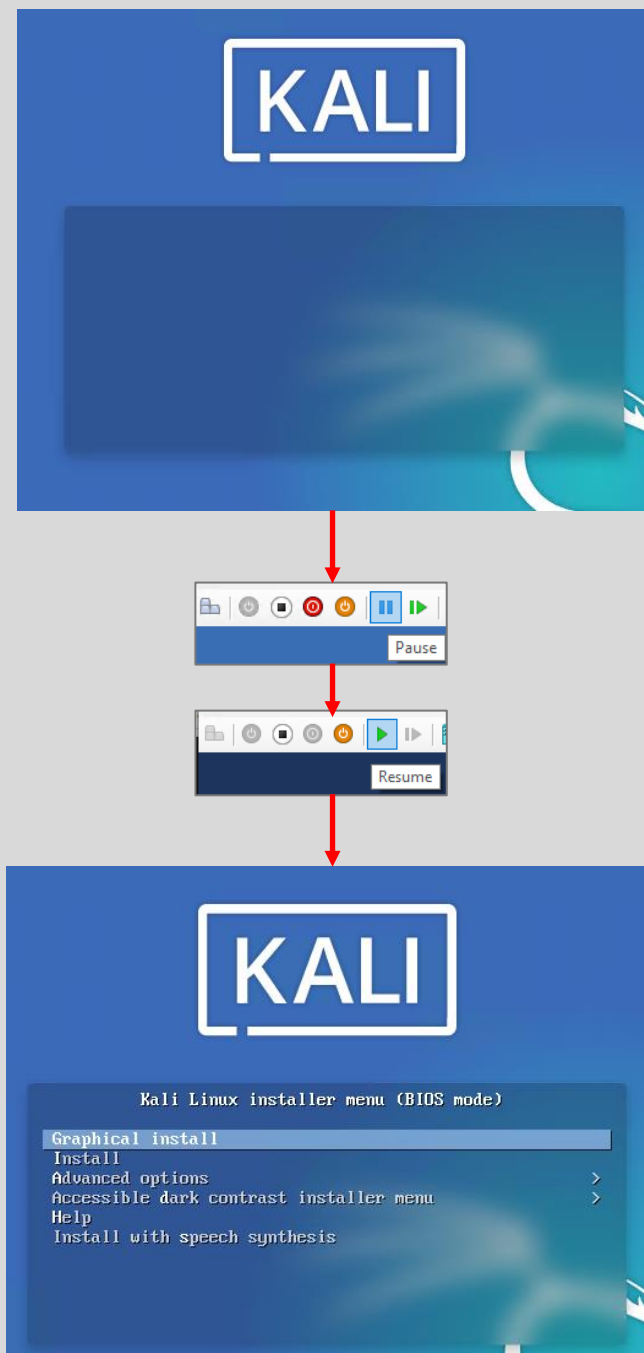 KALI
Pause
Resume
KALI
Kali Linux installer menu (BIOS mode)
Graphical install
Install
Advanced options >
Accessible dark contrast installer menu >
Help
Install with speech synthesis